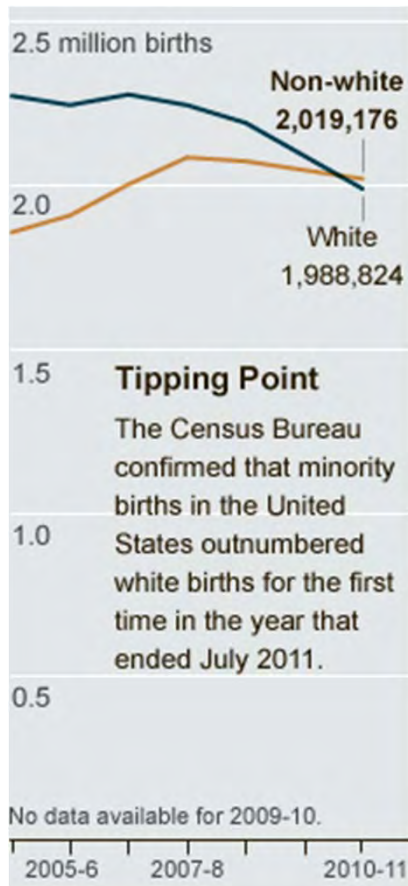 2.5 million births
Non-white
2,019,176
2.0
White
1,988,824
1.5
Tipping Point
The Census Bureau
confirmed that minority
births in the United
1.0
States outnumbered
white births for the first
time in the year that
ended July 2011.
0.5
No data available for 2009-10.
2005-6 2007-8 2010-11